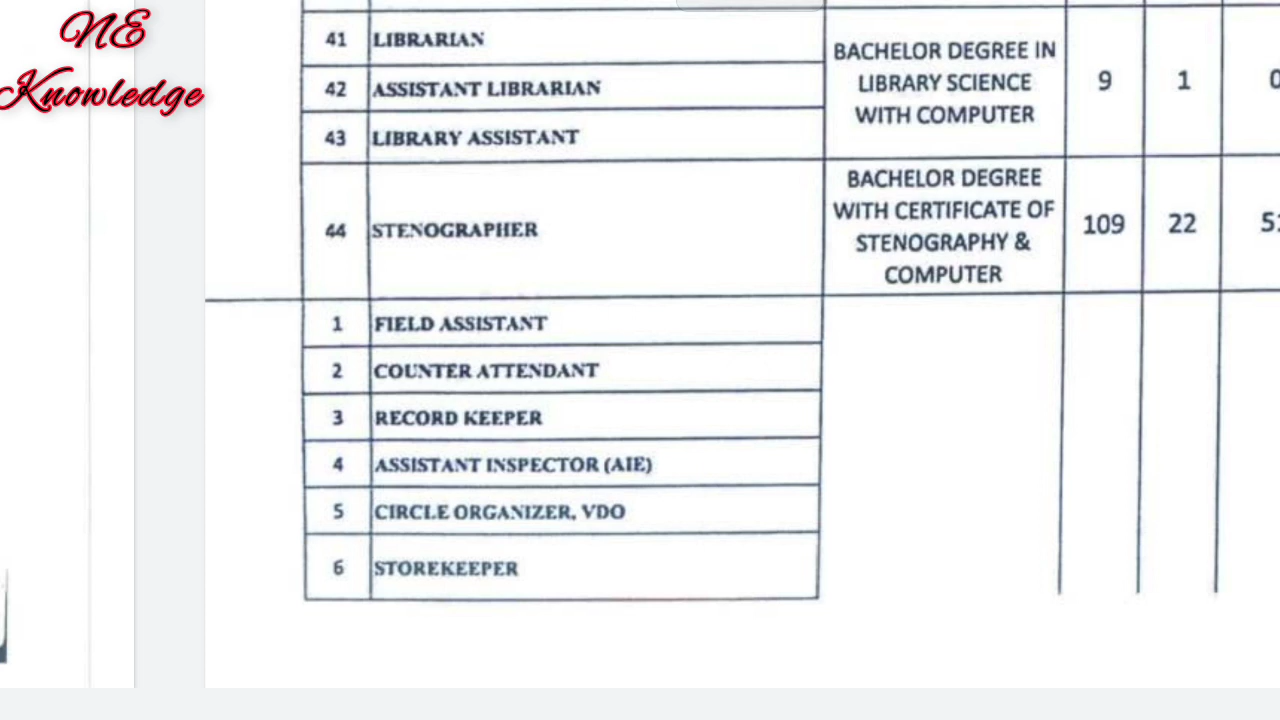 NE
Knowledge
41 LIBRARIAN
42 ASSISTANT LIBRARIAN
43 LIBRARY ASSISTANT
BACHELOR DEGREE IN
LIBRARY SCIENCE
WITH COMPUTER
9 1 0
44 STENOGRAPHER
BACHELOR DEGREE
WITH CERTIFICATE OF
STENOGRAPHY &
COMPUTER
109 22
1 FIELD ASSISTANT
2 COUNTER ATTENDANT
3 RECORD KEEPER
4 ASSISTANT INSPECTOR (AIE)
5 CIRCLE ORGANIZER, VDO
6 STOREKEEPER